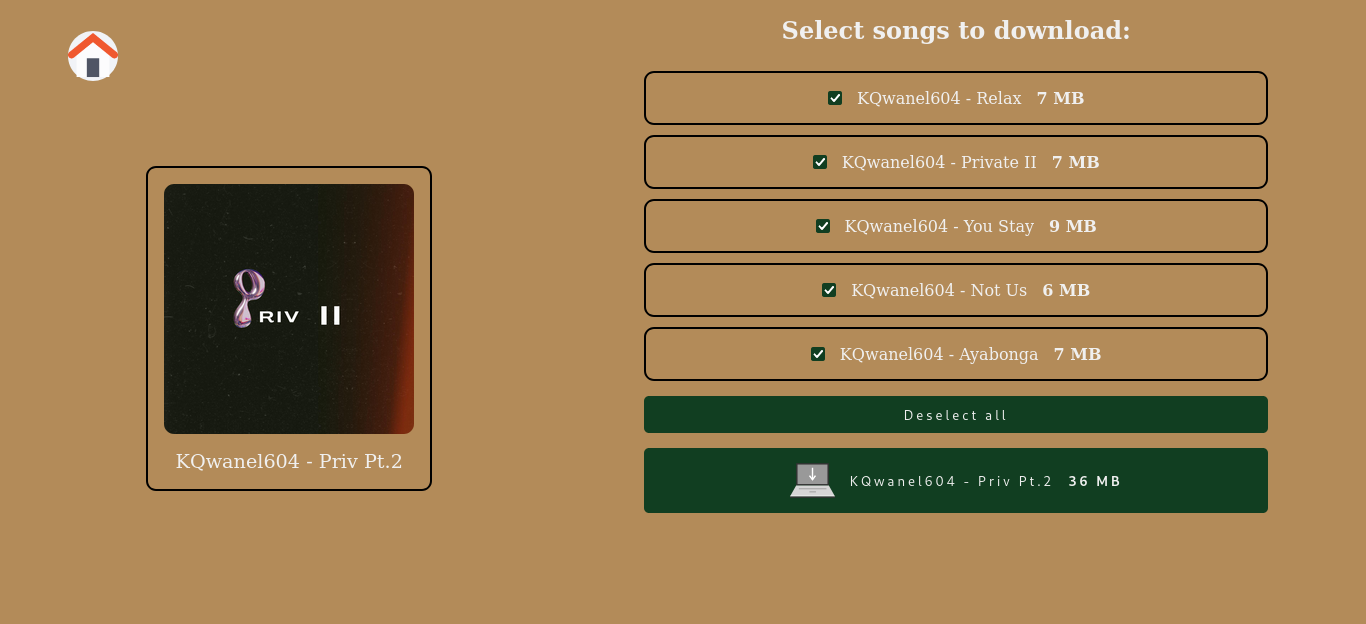 Select songs to download:
KQwanel604 - Relax 7 MB
KQwanel604 - Private II 7 MB
KQwanel604 - You Stay 9 MB
KQwanel604 - Not Us 6 MB
KQwanel604 - Ayabonga 7 MB
Deselect all
KQwanel604 - Priv Pt.2 36 MB
PRIV II
KQwanel604 - Priv Pt.2